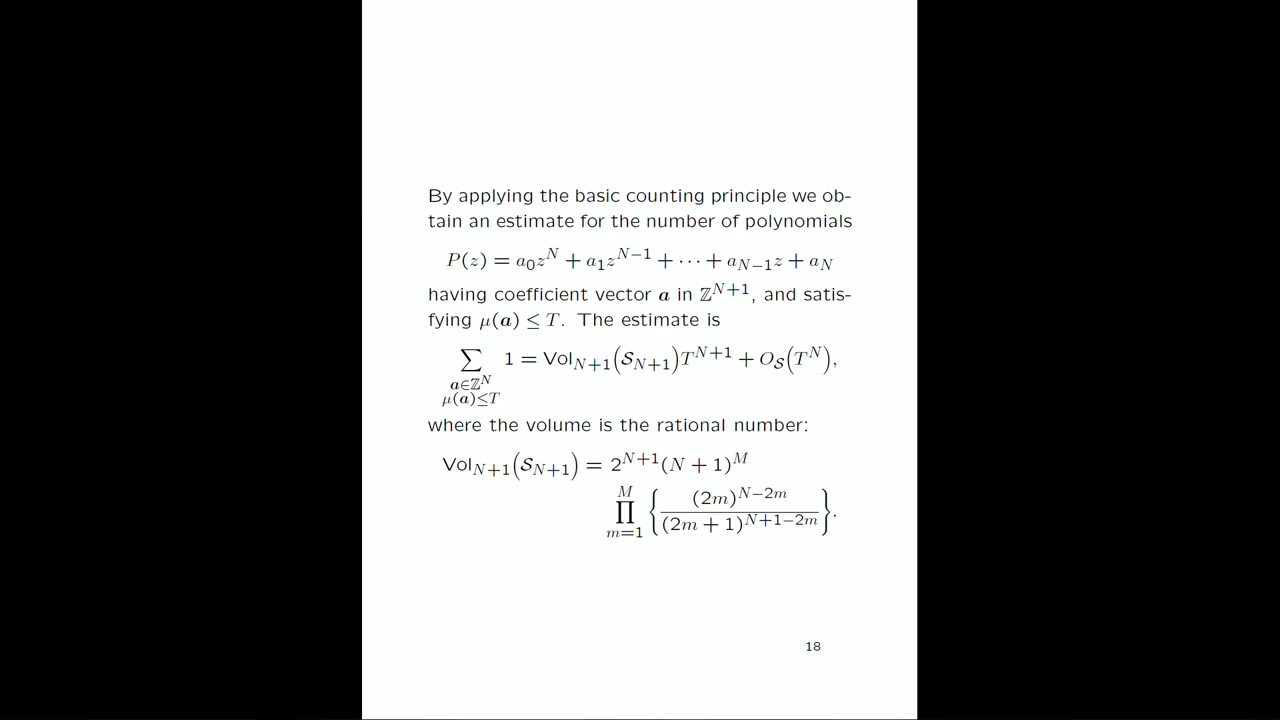 By applying the basic counting principle we ob-
tain an estimate for the number of polynomials
P(z) = a_0 z^N + a_1 z^{N−1} + ⋯ + a_{N−1} z + a_N
having coefficient vector a in ℤ^{N+1}, and satis-
fying μ(a) ≤ T. The estimate is
∑_{a∈ℤ^N, μ(a)≤T} 1 = Vol_{N+1}(𝒮_{N+1}) T^{N+1} + O_𝒮(T^N),
where the volume is the rational number:
Vol_{N+1}(𝒮_{N+1}) = 2^{N+1}(N + 1)^M
∏_{m=1}^{M} { (2m)^{N−2m} / (2m + 1)^{N+1−2m} }.
18